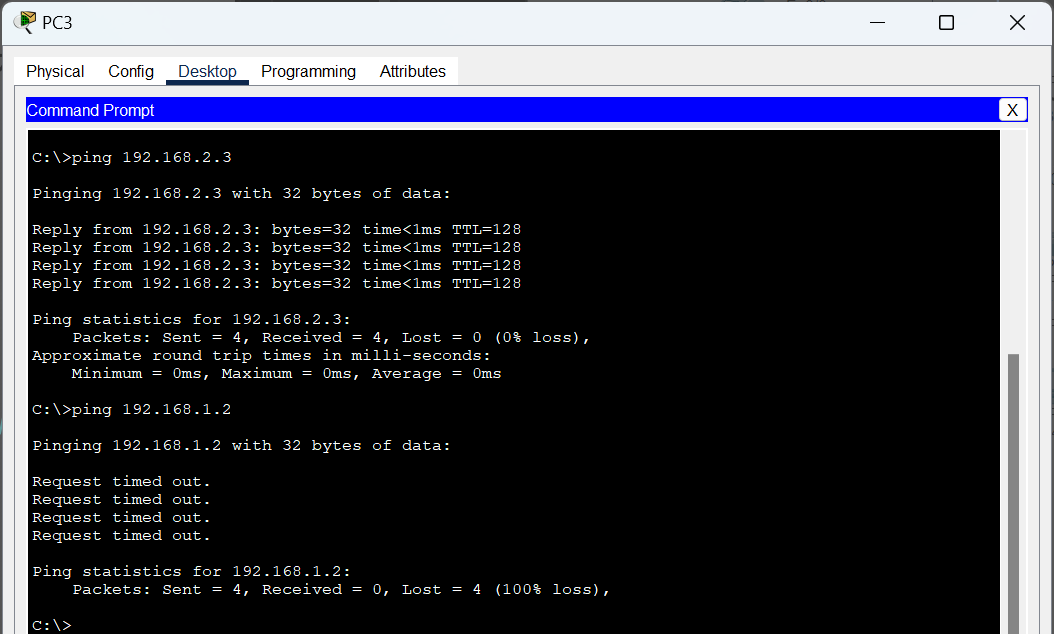 PC3
Physical Config Desktop Programming Attributes
Command Prompt X
C:\>ping 192.168.2.3
Pinging 192.168.2.3 with 32 bytes of data:
Reply from 192.168.2.3: bytes=32 time<1ms TTL=128
Reply from 192.168.2.3: bytes=32 time<1ms TTL=128
Reply from 192.168.2.3: bytes=32 time<1ms TTL=128
Reply from 192.168.2.3: bytes=32 time<1ms TTL=128
Ping statistics for 192.168.2.3:
Packets: Sent = 4, Received = 4, Lost = 0 (0% loss),
Approximate round trip times in milli-seconds:
Minimum = 0ms, Maximum = 0ms, Average = 0ms
C:\>ping 192.168.1.2
Pinging 192.168.1.2 with 32 bytes of data:
Request timed out.
Request timed out.
Request timed out.
Request timed out.
Ping statistics for 192.168.1.2:
Packets: Sent = 4, Received = 0, Lost = 4 (100% loss),
C:\>